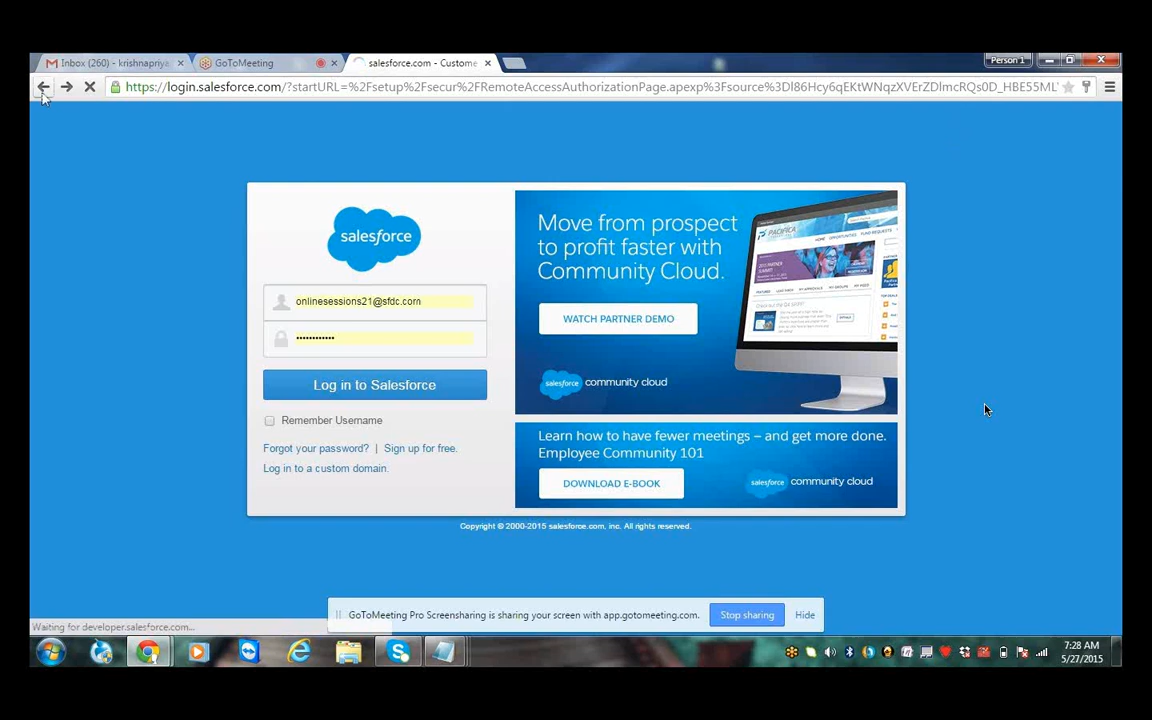 Inbox (260) - krishnapriya
GoToMeeting
salesforce.com - Custome
Person 1
https://login.salesforce.com/?startURL=%2Fsetup%2Fsecur%2FRemoteAccessAuthorizationPage.apexp%3Fsource%3Dl86Hcy6qEKtWNqzXVErZDlmcRQs0D_HBE55ML
salesforce
onlinesessions21@sfdc.com
••••••••••••
Log in to Salesforce
Remember Username
Forgot your password? | Sign up for free.
Log in to a custom domain.
Move from prospect
to profit faster with
Community Cloud.
WATCH PARTNER DEMO
salesforce community cloud
PACIFICA
Learn how to have fewer meetings – and get more done.
Employee Community 101
DOWNLOAD E-BOOK
salesforce community cloud
Copyright © 2000-2015 salesforce.com, inc. All rights reserved.
GoToMeeting Pro Screensharing is sharing your screen with app.gotomeeting.com.
Stop sharing
Hide
Waiting for developer.salesforce.com...
7:28 AM
5/27/2015